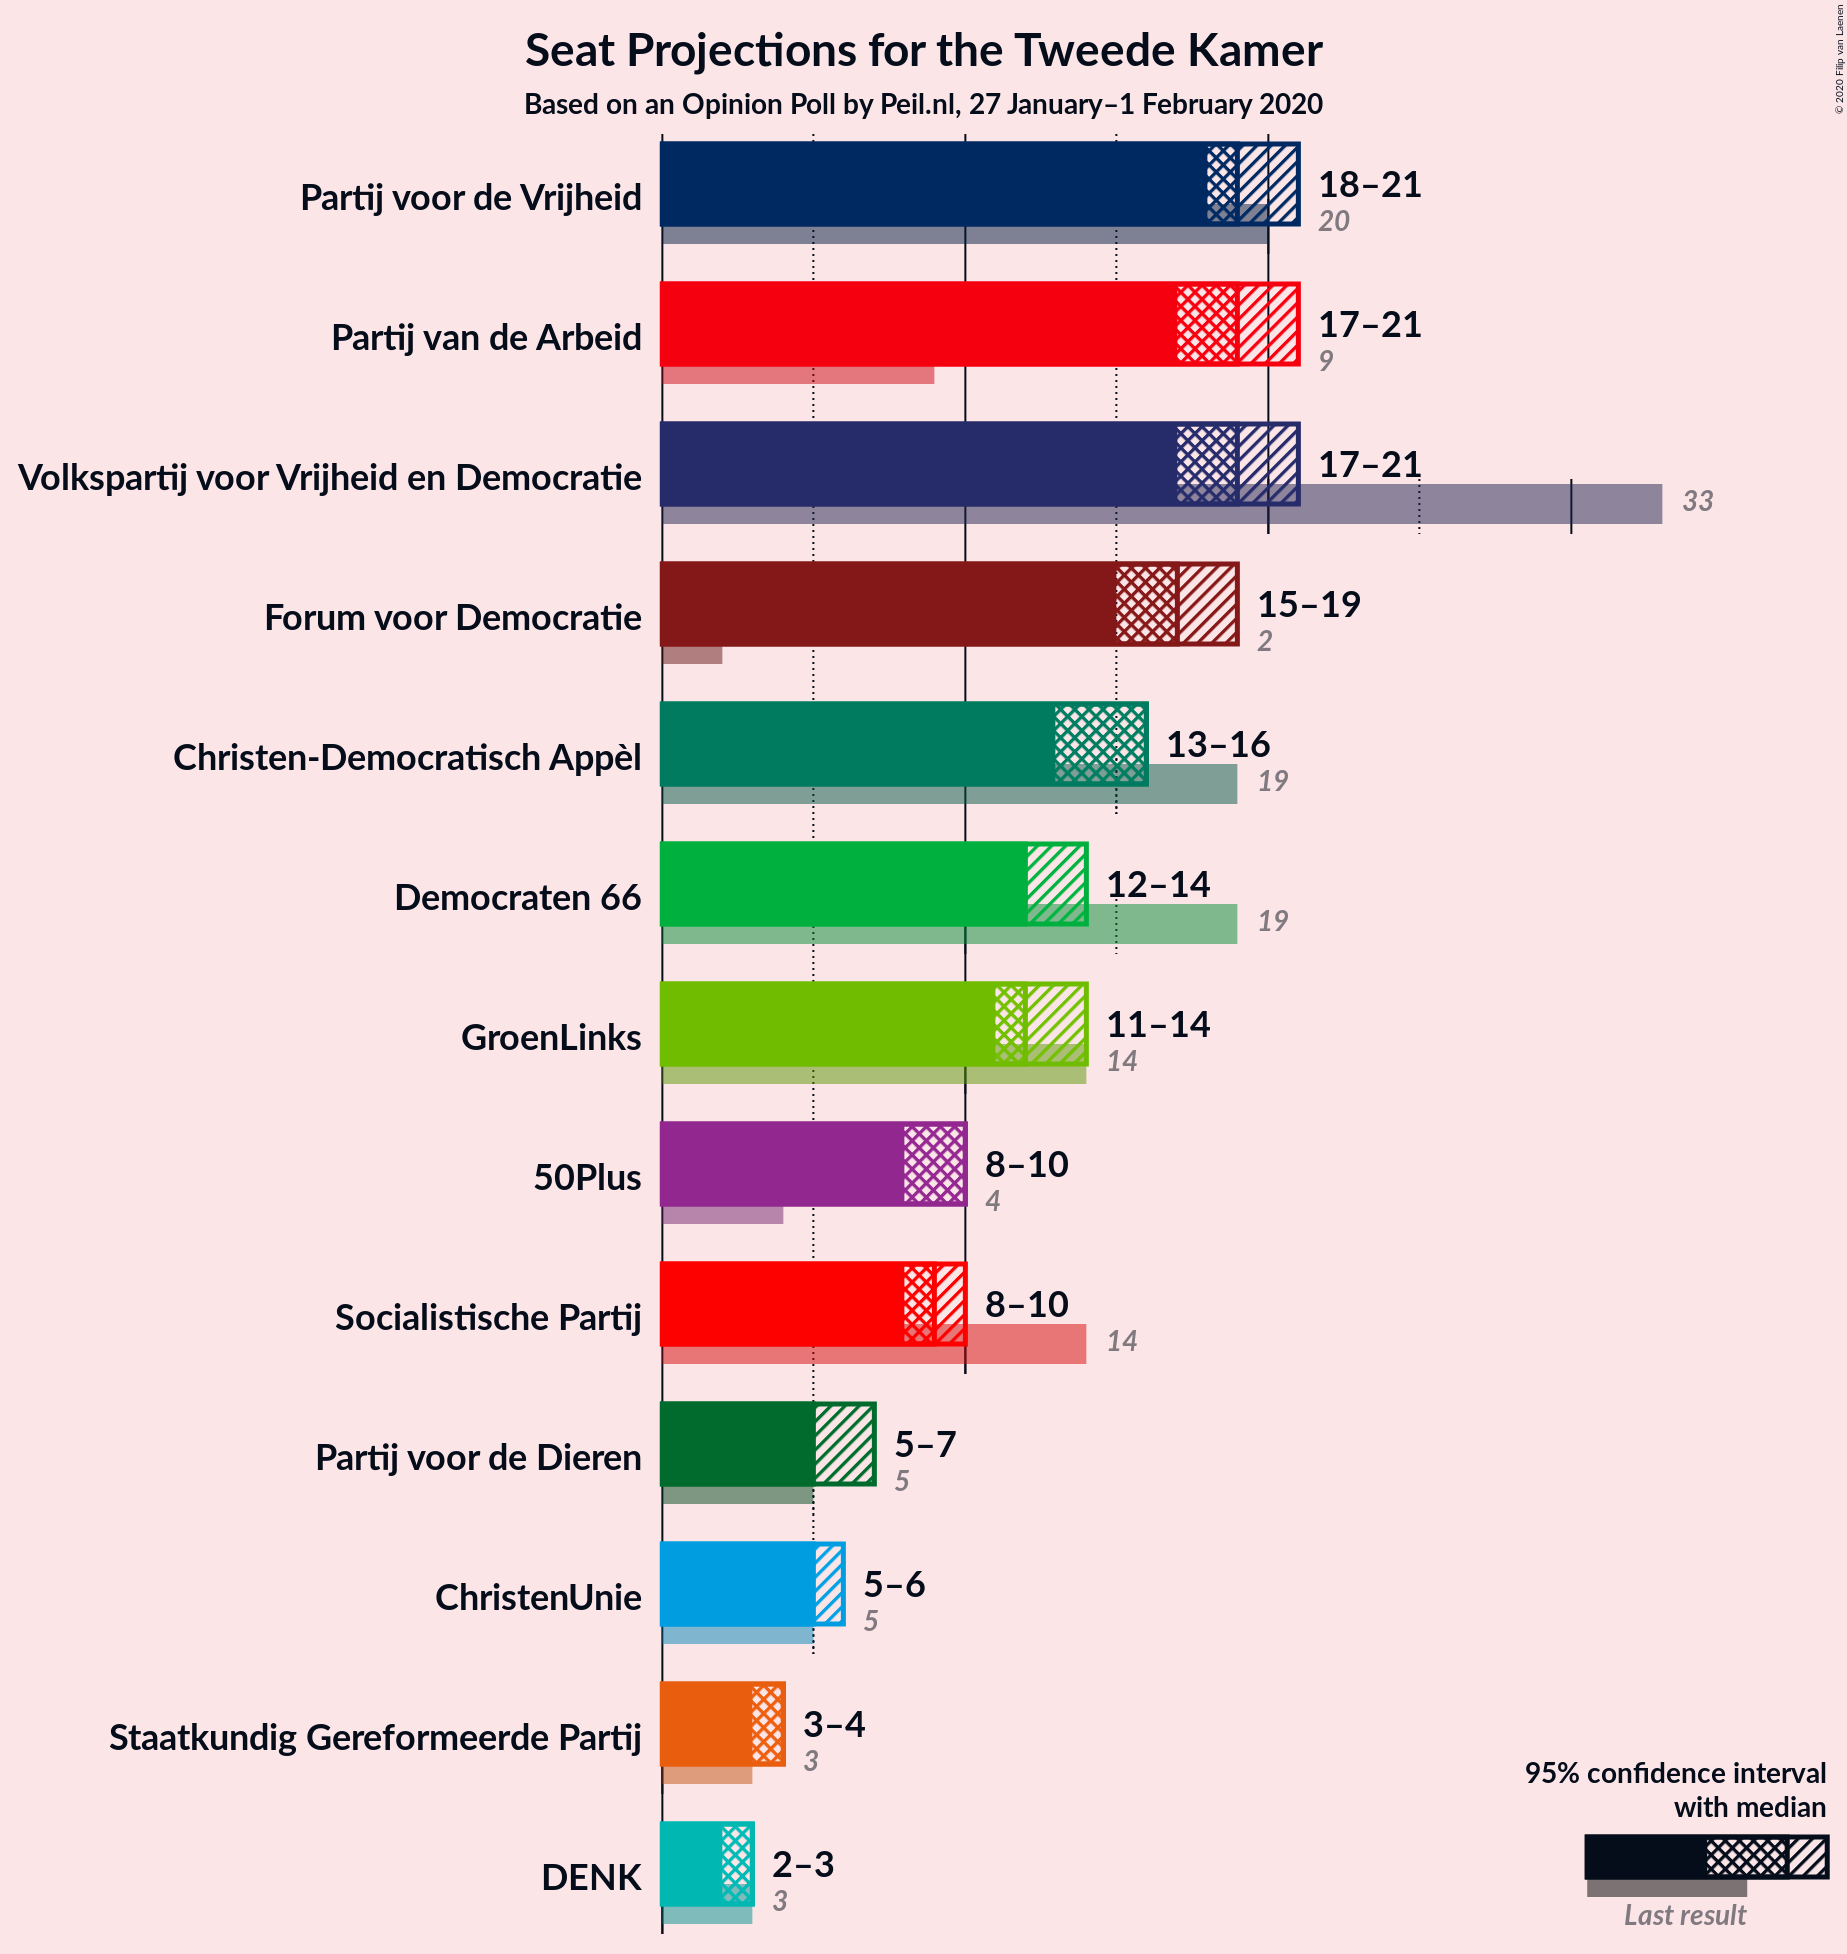 Seat Projections for the Tweede Kamer
Based on an Opinion Poll by Peil.nl, 27 January–1 February 2020
© 2020 Filip van Laenen
Partij voor de Vrijheid
18–21
20
Partij van de Arbeid
17–21
9
Volkspartij voor Vrijheid en Democratie
17–21
33
Forum voor Democratie
15–19
2
Christen-Democratisch Appèl
13–16
19
Democraten 66
12–14
19
GroenLinks
11–14
14
50Plus
8–10
4
Socialistische Partij
8–10
14
Partij voor de Dieren
5–7
5
ChristenUnie
5–6
5
Staatkundig Gereformeerde Partij
3–4
3
DENK
2–3
3
95% confidence interval
with median
Last result